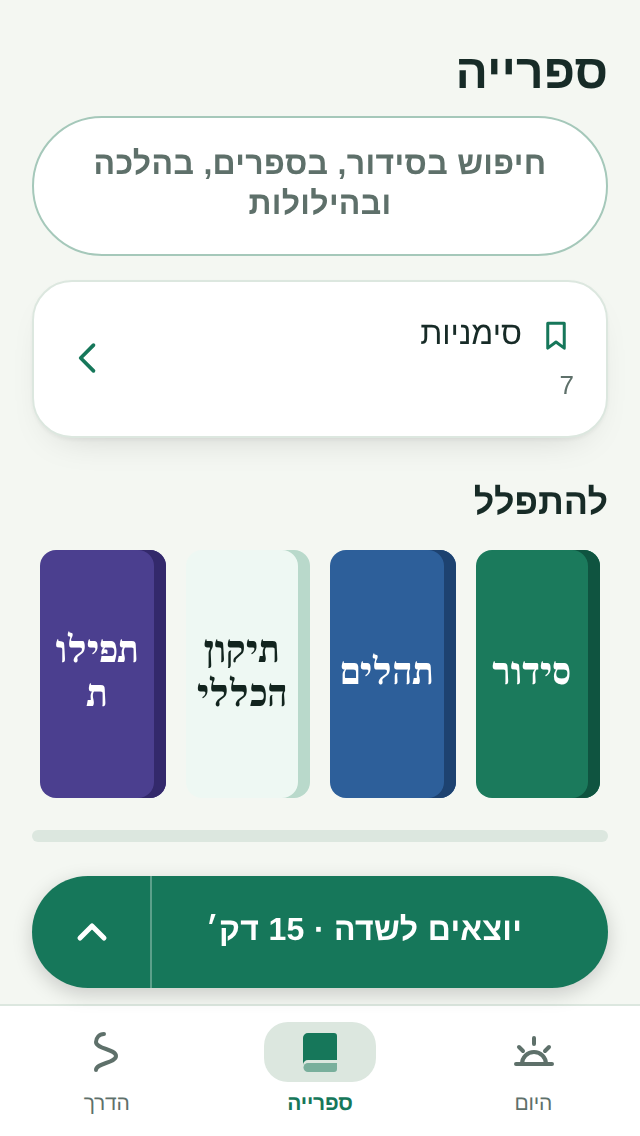 ספרייה
חיפוש בסידור, בספרים, בהלכה
ובהילולות
סימניות
7
להתפלל
סידור
תהלים
תיקון
הכללי
תפילו
ת
יוצאים לשדה · 15 דק׳
היום
ספרייה
הדרך